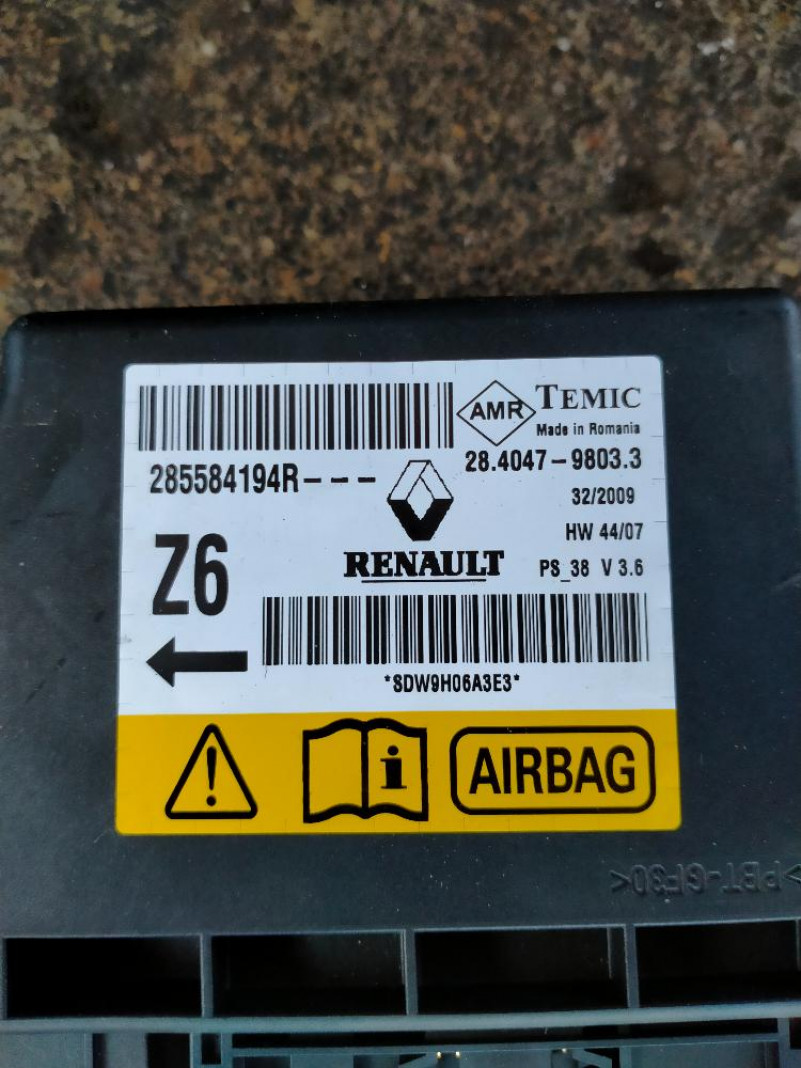 AMR TEMIC
Made in Romania
285584194R---
28.4047-9803.3
32/2009
HW 44/07
Z6
RENAULT
PS_38 V 3.6
*SDW9H06A3E3*
! i AIRBAG
>PBT-GF30<